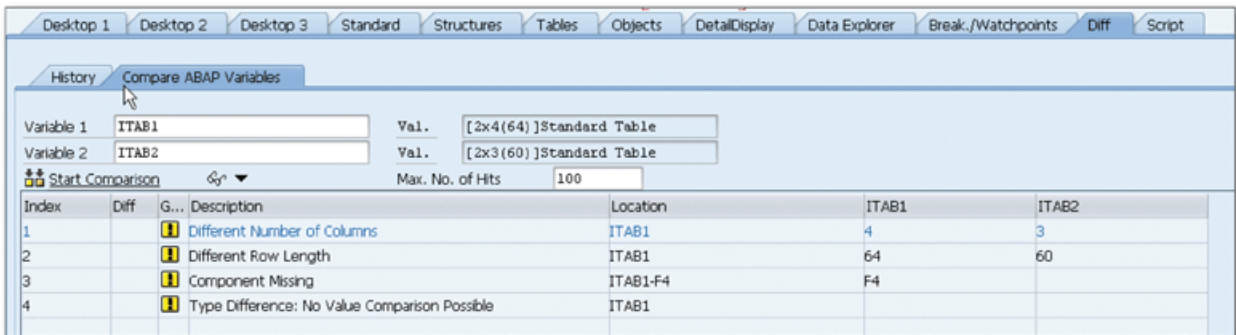 Desktop 1 Desktop 2 Desktop 3 Standard Structures Tables Objects DetailDisplay Data Explorer Break./Watchpoints Diff Script
History Compare ABAP Variables
Variable 1 ITAB1 Val. [2x4(64)]Standard Table
Variable 2 ITAB2 Val. [2x3(60)]Standard Table
Start Comparison Max. No. of Hits 100
Index Diff G... Description Location ITAB1 ITAB2
1 Different Number of Columns ITAB1 4 3
2 Different Row Length ITAB1 64 60
3 Component Missing ITAB1-F4 F4
4 Type Difference: No Value Comparison Possible ITAB1